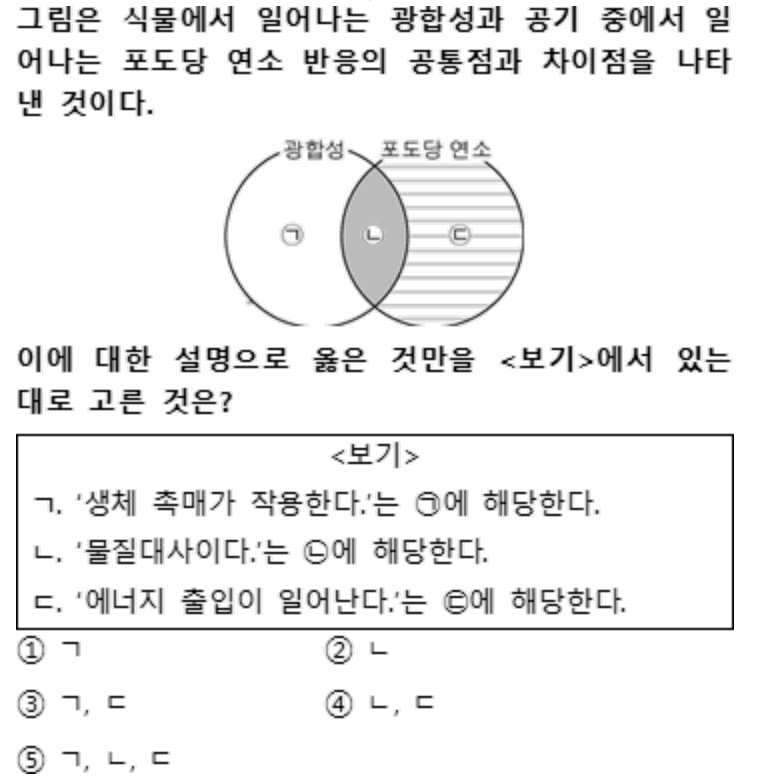 그림은 식물에서 일어나는 광합성과 공기 중에서 일
어나는 포도당 연소 반응의 공통점과 차이점을 나타
낸 것이다.
광합성 포도당 연소
㉠ ㉡ ㉢
이에 대한 설명으로 옳은 것만을 <보기>에서 있는
대로 고른 것은?
<보기>
ㄱ. ‘생체 촉매가 작용한다.’는 ㉠에 해당한다.
ㄴ. ‘물질대사이다.’는 ㉡에 해당한다.
ㄷ. ‘에너지 출입이 일어난다.’는 ㉢에 해당한다.
① ㄱ ② ㄴ
③ ㄱ, ㄷ ④ ㄴ, ㄷ
⑤ ㄱ, ㄴ, ㄷ